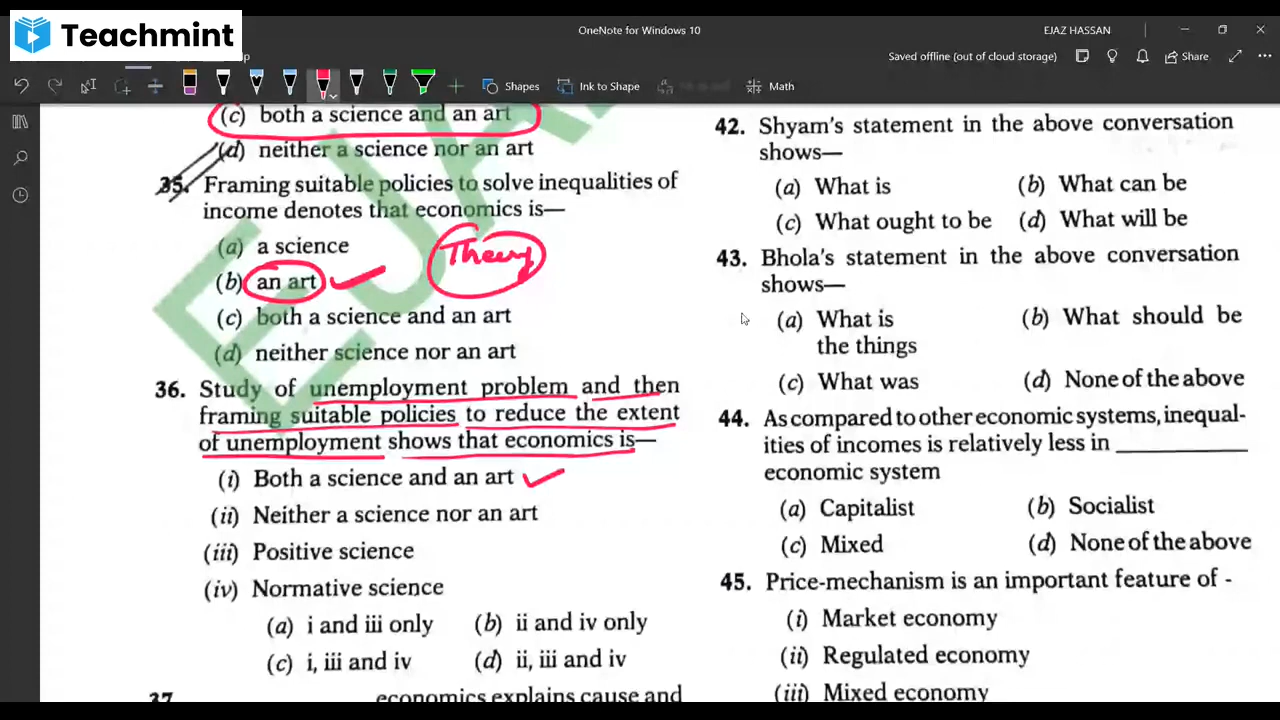 Teachmint
OneNote for Windows 10
EJAZ HASSAN
Saved offline (out of cloud storage)
Share
Shapes
Ink to Shape
Math
(c) both a science and an art
(d) neither a science nor an art
35. Framing suitable policies to solve inequalities of
income denotes that economics is—
(a) a science
(b) an art
Theory
(c) both a science and an art
(d) neither science nor an art
36. Study of unemployment problem and then
framing suitable policies to reduce the extent
of unemployment shows that economics is—
(i) Both a science and an art
(ii) Neither a science nor an art
(iii) Positive science
(iv) Normative science
(a) i and iii only (b) ii and iv only
(c) i, iii and iv (d) ii, iii and iv
37 economics explains cause and
42. Shyam's statement in the above conversation
shows—
(a) What is (b) What can be
(c) What ought to be (d) What will be
43. Bhola's statement in the above conversation
shows—
(a) What is (b) What should be
the things
(c) What was (d) None of the above
44. As compared to other economic systems, inequal-
ities of incomes is relatively less in ____________
economic system
(a) Capitalist (b) Socialist
(c) Mixed (d) None of the above
45. Price-mechanism is an important feature of -
(i) Market economy
(ii) Regulated economy
(iii) Mixed economy